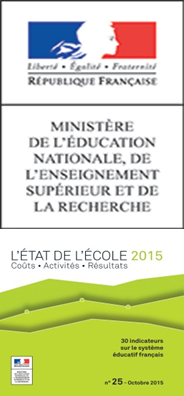 Liberté • Égalité • Fraternité
RÉPUBLIQUE FRANÇAISE
MINISTÈRE
DE L'ÉDUCATION
NATIONALE, DE
L'ENSEIGNEMENT
SUPÉRIEUR ET DE
LA RECHERCHE
L'ÉTAT DE L'ÉCOLE 2015
Coûts • Activités • Résultats
30 indicateurs
sur le système
éducatif français
n° 25 - Octobre 2015